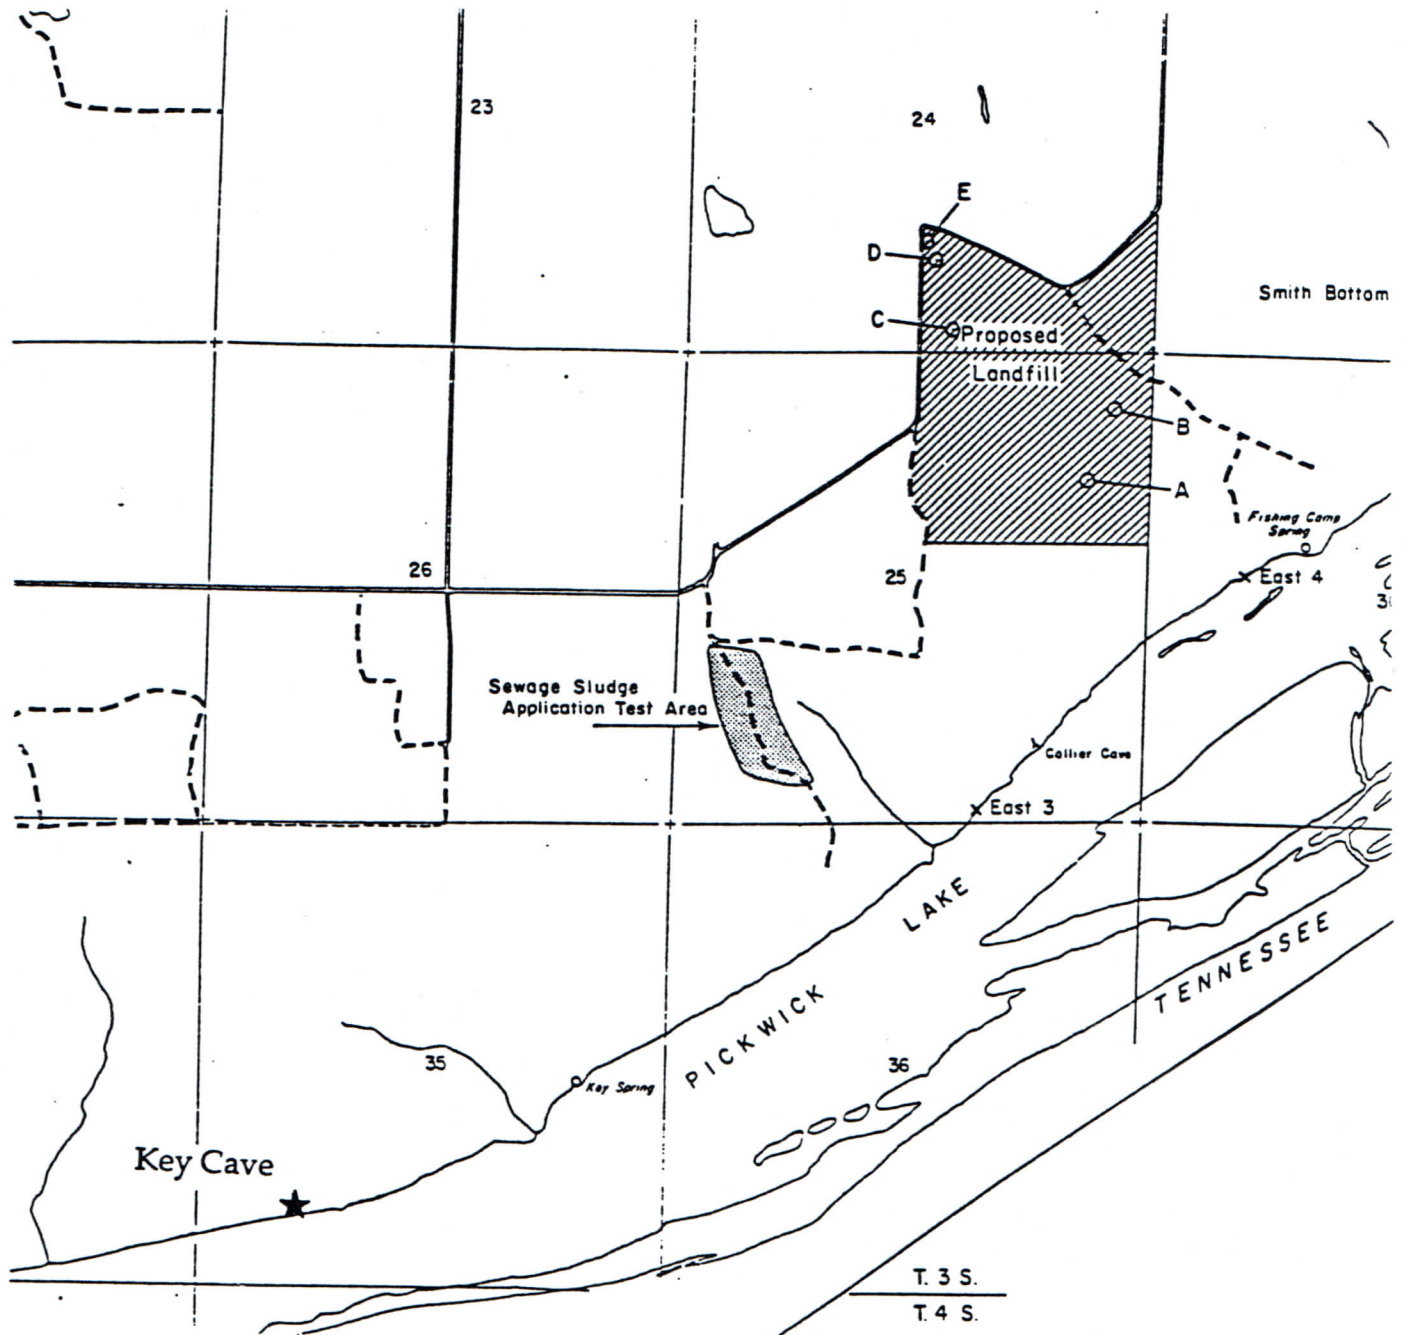 23
24
E
D
Smith Bottom
C
Proposed
Landfill
B
A
Fishing Camp
Spring
26
25
East 4
Sewage Sludge
Application Test Area
Collier Cave
East 3
PICKWICK LAKE
TENNESSEE
35
36
Key Spring
Key Cave
T. 3 S.
T. 4 S.